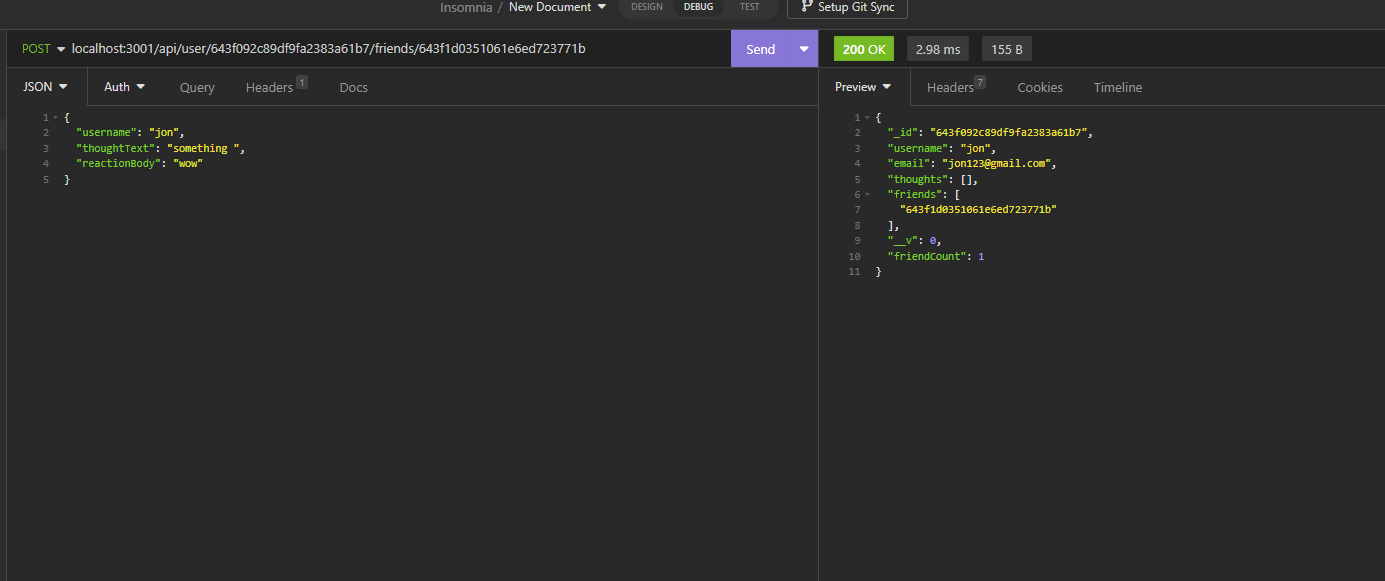 Insomnia / New Document DESIGN DEBUG TEST Setup Git Sync
POST localhost:3001/api/user/643f092c89df9fa2383a61b7/friends/643f1d0351061e6ed723771b Send 200 OK 2.98 ms 155 B
JSON Auth Query Headers 1 Docs
1 {
2 "username": "jon",
3 "thoughtText": "something ",
4 "reactionBody": "wow"
5 }
Preview Headers 7 Cookies Timeline
1 {
2 "_id": "643f092c89df9fa2383a61b7",
3 "username": "jon",
4 "email": "jon123@gmail.com",
5 "thoughts": [],
6 "friends": [
7 "643f1d0351061e6ed723771b"
8 ],
9 "__v": 0,
10 "friendCount": 1
11 }